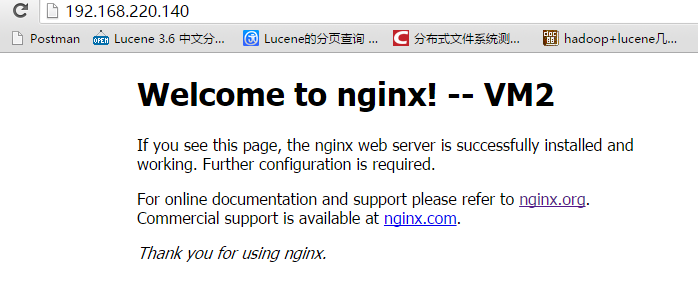 192.168.220.140
Postman
OPEN
Lucene 3.6 中文分...
Lucene的分页查询 ...
C
分布式文件系统测...
DOC
hadoop+lucene几...
Welcome to nginx! -- VM2
If you see this page, the nginx web server is successfully installed and
working. Further configuration is required.
For online documentation and support please refer to nginx.org.
Commercial support is available at nginx.com.
Thank you for using nginx.